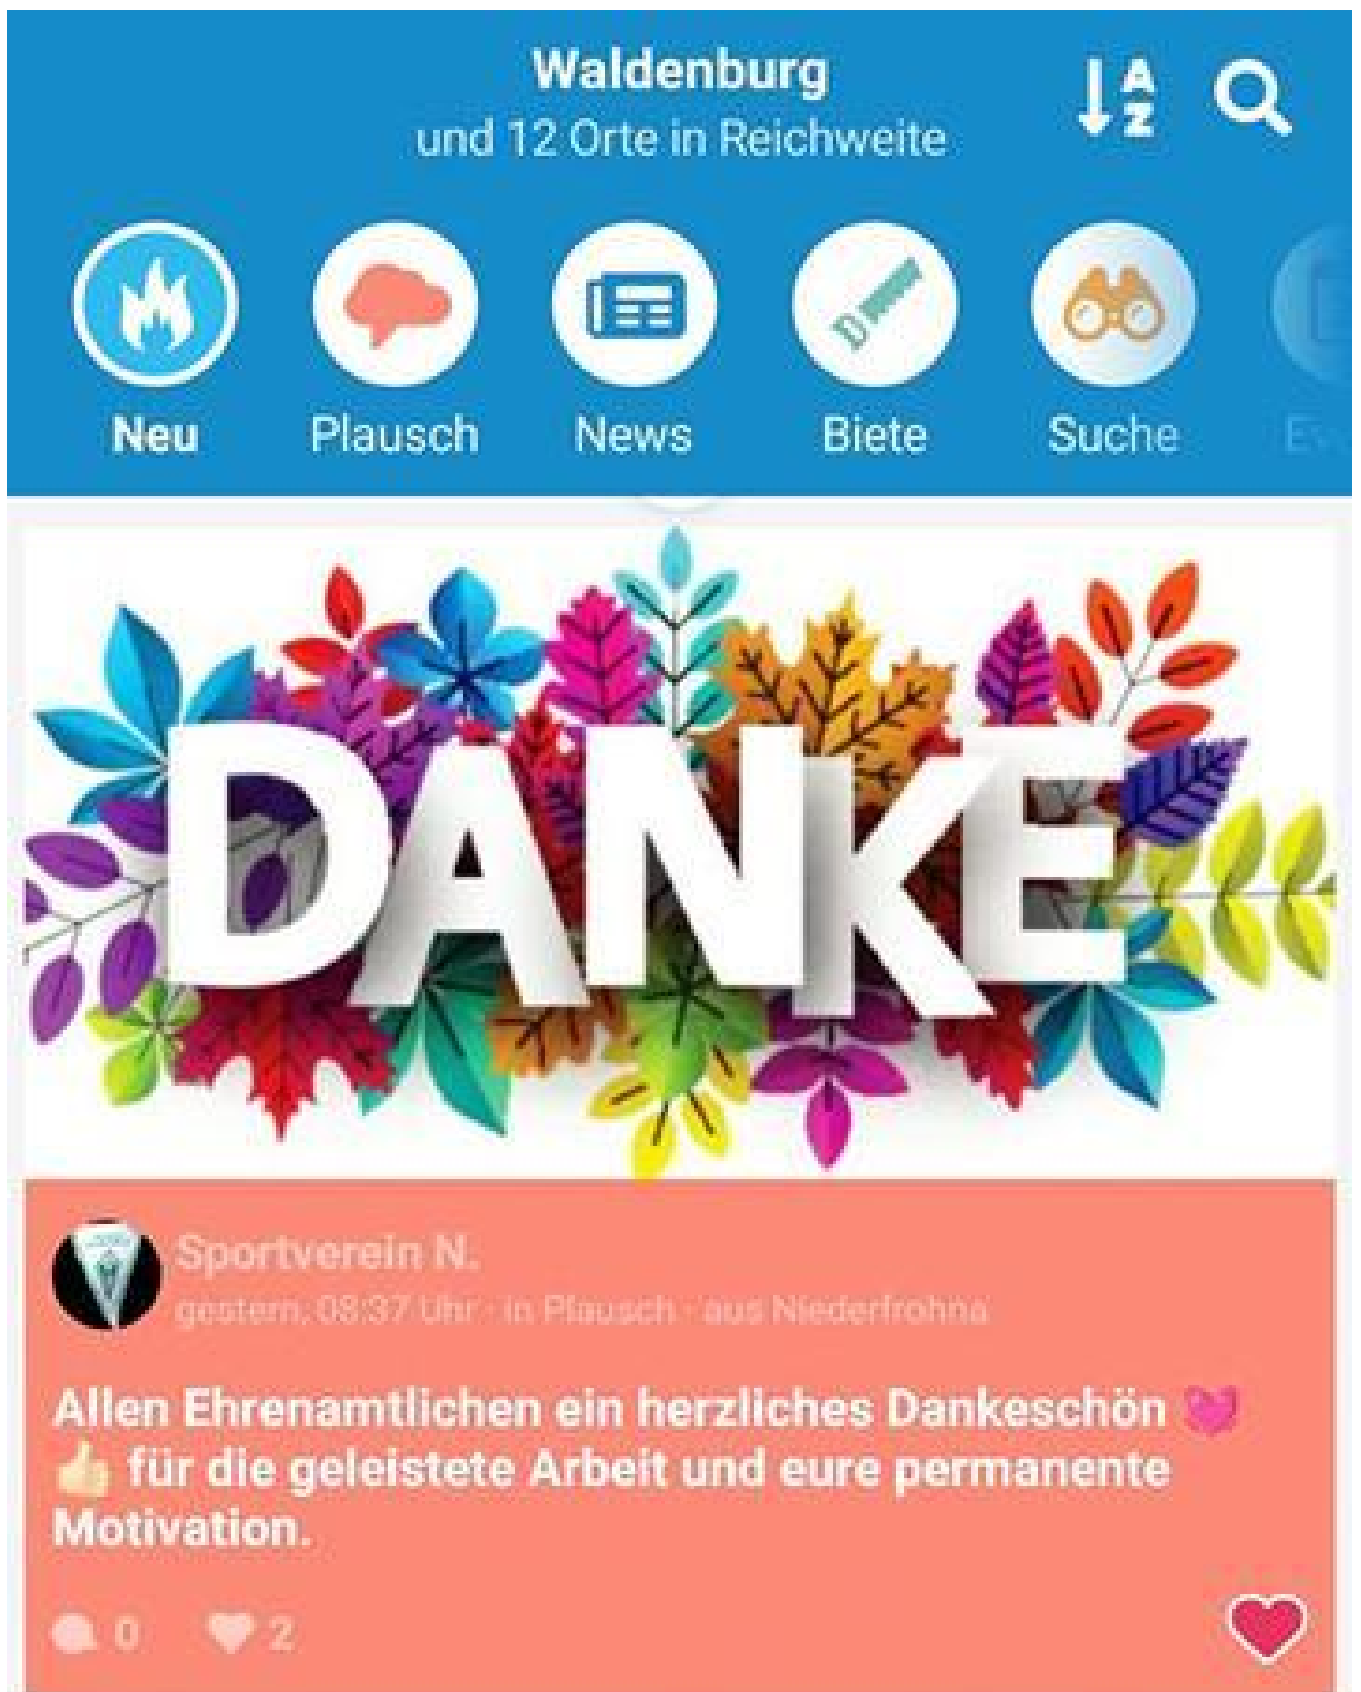 Waldenburg
A
Z
und 12 Orte in Reichweite
Neu Plausch News Biete Suche
DANKE
Sportverein N.
gestern, 08:37 Uhr · in Plausch · aus Niederfrohna
Allen Ehrenamtlichen ein herzliches Dankeschön 💓
👍🏼 für die geleistete Arbeit und eure permanente
Motivation.
0 2